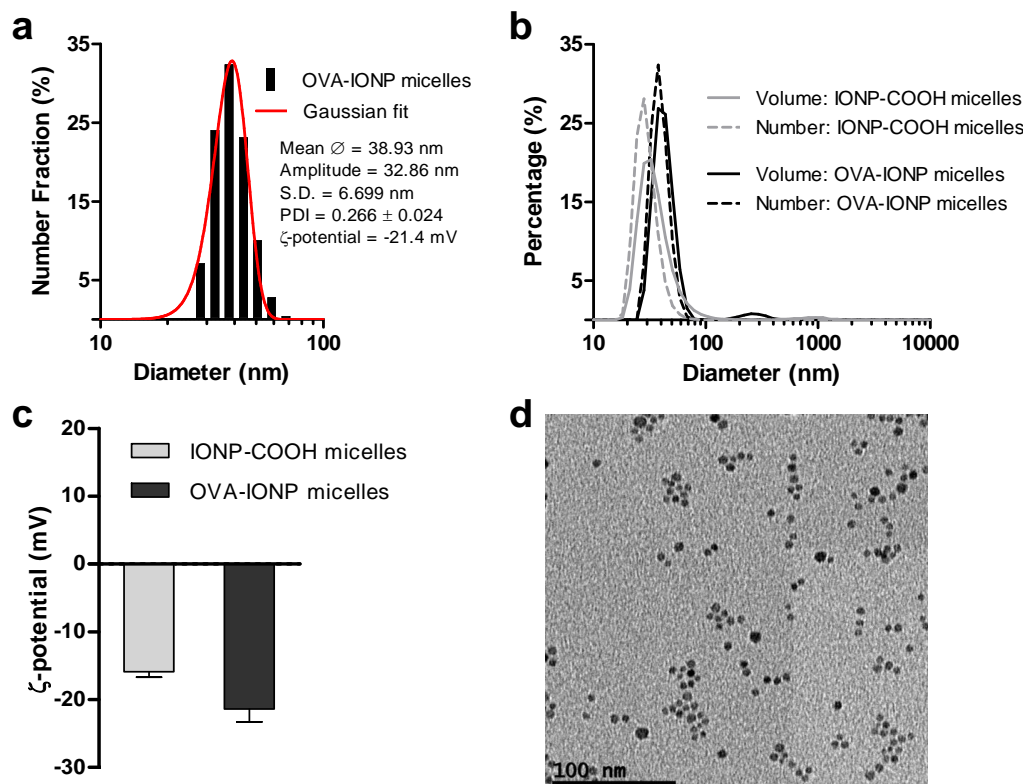 a
35
25
15
5
Number Fraction (%)
10
100
Diameter (nm)
OVA-IONP micelles
Gaussian fit
Mean Ø = 38.93 nm
Amplitude = 32.86 nm
S.D. = 6.699 nm
PDI = 0.266 ± 0.024
ζ-potential = -21.4 mV
b
35
25
15
5
Percentage (%)
10
100
1000
10000
Diameter (nm)
Volume: IONP-COOH micelles
Number: IONP-COOH micelles
Volume: OVA-IONP micelles
Number: OVA-IONP micelles
c
20
10
0
-10
-20
-30
ζ-potential (mV)
IONP-COOH micelles
OVA-IONP micelles
d
100 nm